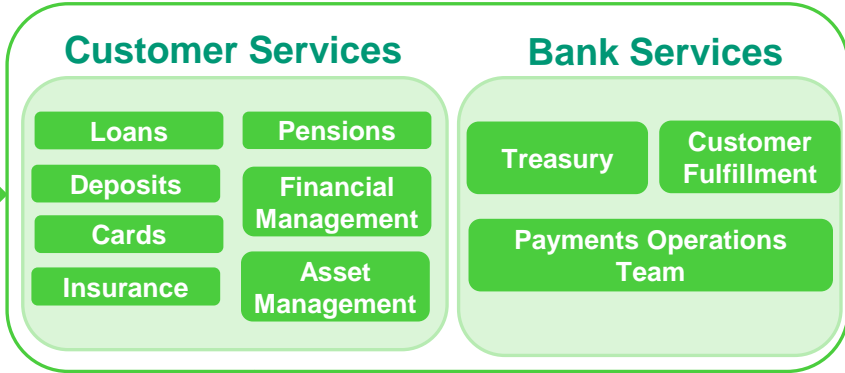 Customer Services
Loans
Deposits
Cards
Insurance
Pensions
Financial
Management
Asset
Management
Bank Services
Treasury
Customer
Fulfillment
Payments Operations
Team